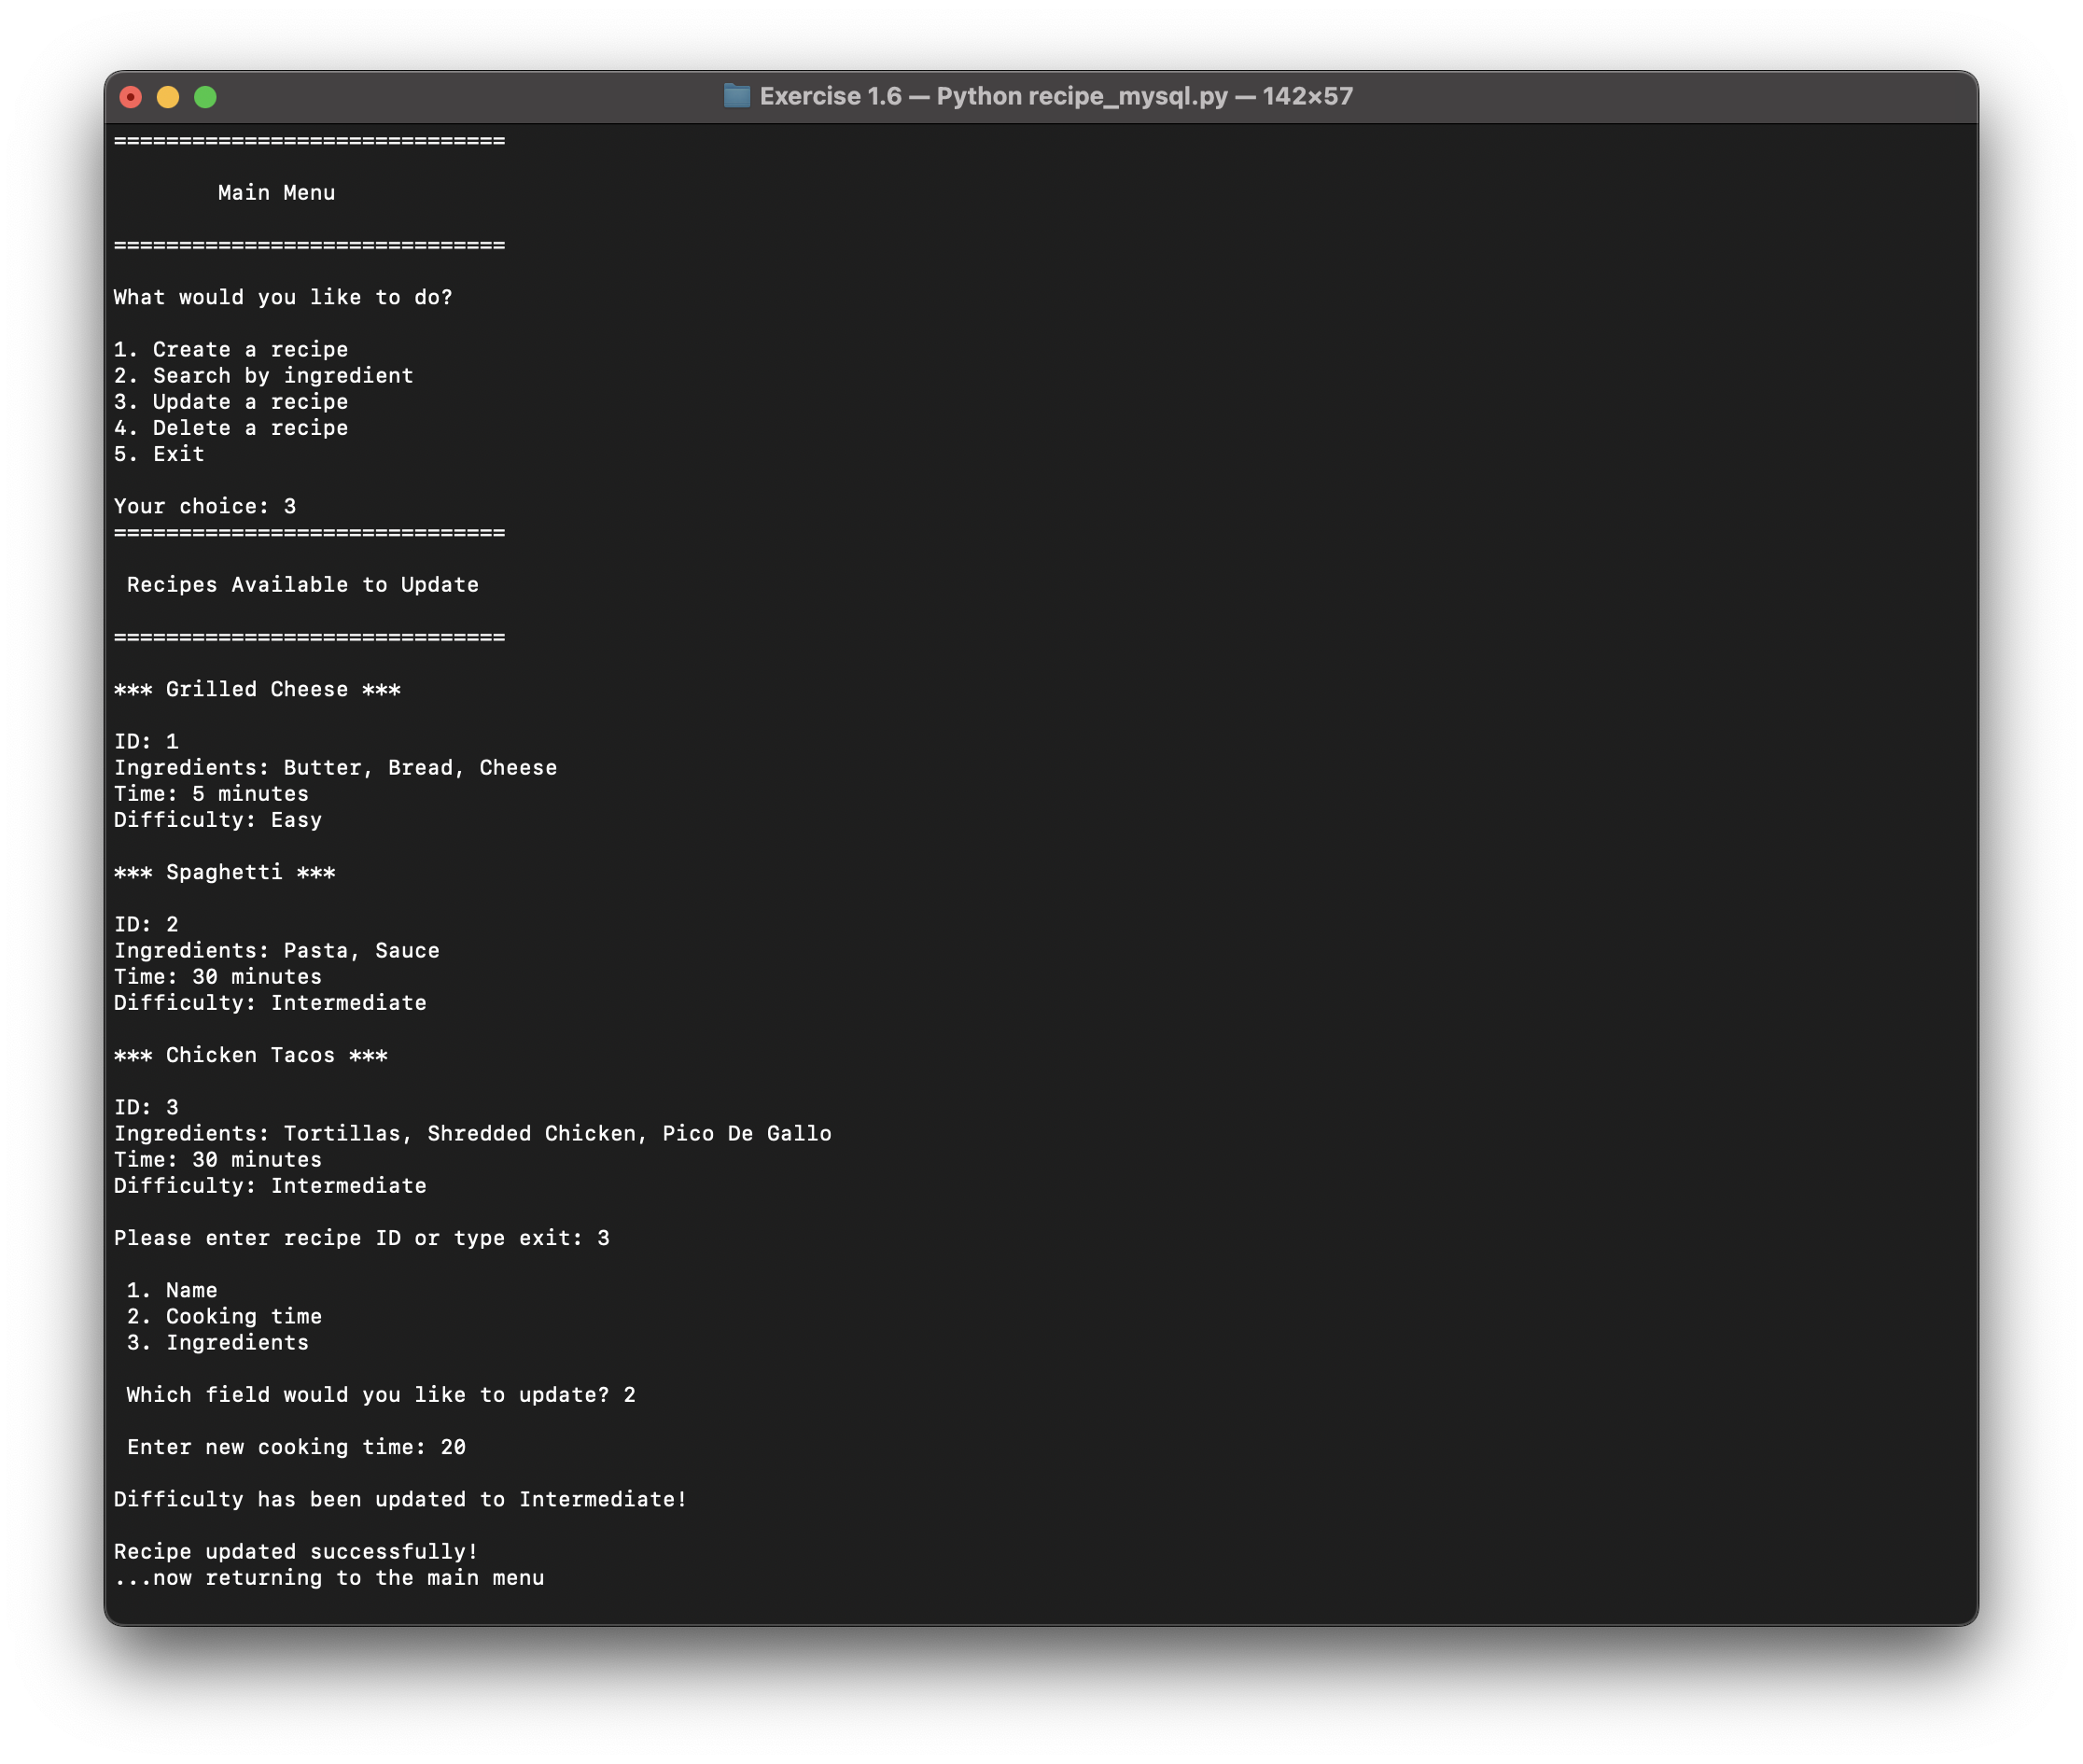 Exercise 1.6 — Python recipe_mysql.py — 142×57
==============================
Main Menu
==============================
What would you like to do?
1. Create a recipe
2. Search by ingredient
3. Update a recipe
4. Delete a recipe
5. Exit
Your choice: 3
==============================
Recipes Available to Update
==============================
*** Grilled Cheese ***
ID: 1
Ingredients: Butter, Bread, Cheese
Time: 5 minutes
Difficulty: Easy
*** Spaghetti ***
ID: 2
Ingredients: Pasta, Sauce
Time: 30 minutes
Difficulty: Intermediate
*** Chicken Tacos ***
ID: 3
Ingredients: Tortillas, Shredded Chicken, Pico De Gallo
Time: 30 minutes
Difficulty: Intermediate
Please enter recipe ID or type exit: 3
1. Name
2. Cooking time
3. Ingredients
Which field would you like to update? 2
Enter new cooking time: 20
Difficulty has been updated to Intermediate!
Recipe updated successfully!
...now returning to the main menu